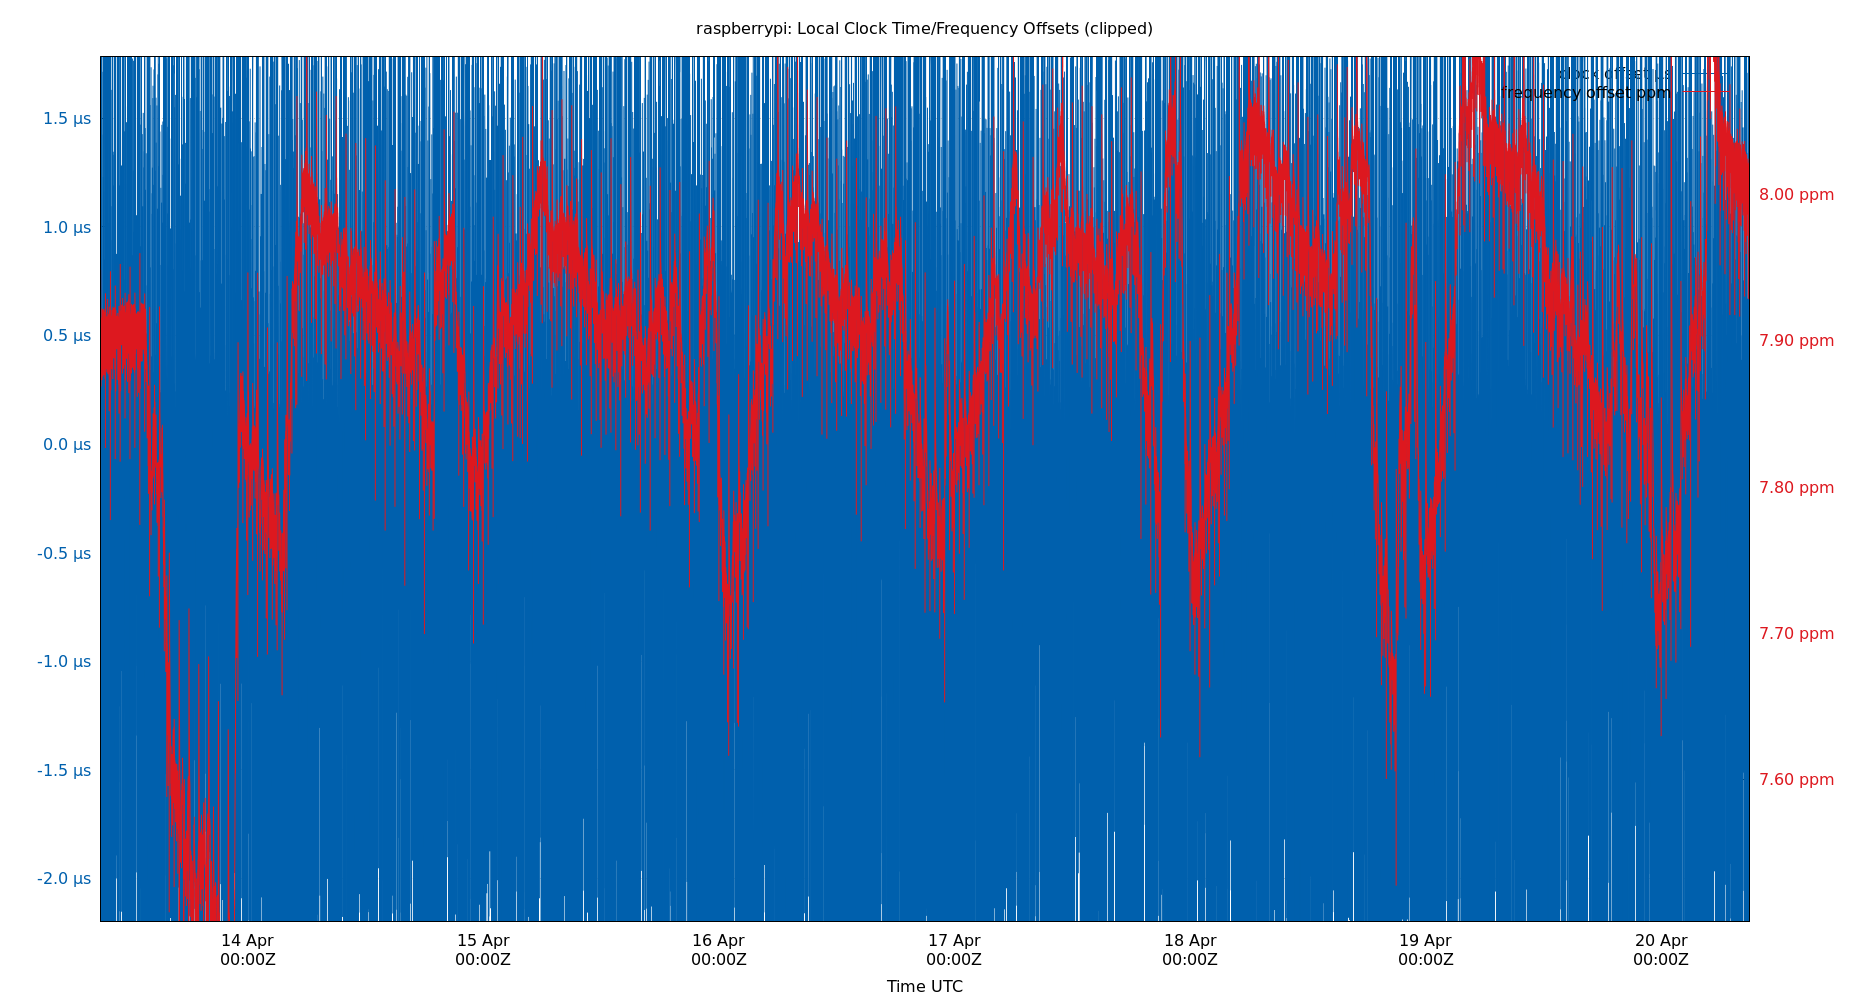 raspberrypi: Local Clock Time/Frequency Offsets (clipped)
clock offset µs
frequency offset ppm
1.5 µs
1.0 µs
0.5 µs
0.0 µs
-0.5 µs
-1.0 µs
-1.5 µs
-2.0 µs
8.00 ppm
7.90 ppm
7.80 ppm
7.70 ppm
7.60 ppm
14 Apr
00:00Z
15 Apr
00:00Z
16 Apr
00:00Z
17 Apr
00:00Z
18 Apr
00:00Z
19 Apr
00:00Z
20 Apr
00:00Z
Time UTC